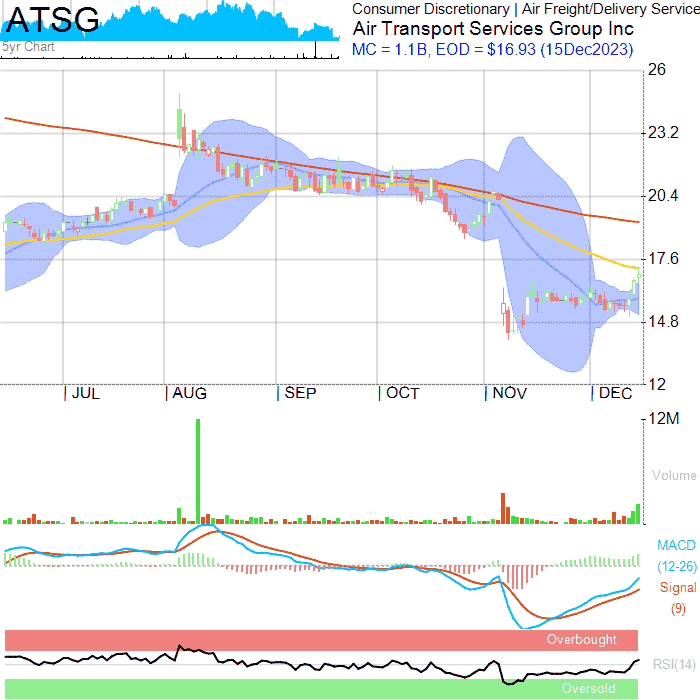 ATSG
5yr Chart
Consumer Discretionary | Air Freight/Delivery Service
Air Transport Services Group Inc
MC = 1.1B, EOD = $16.93 (15Dec2023)
26
23.2
20.4
17.6
14.8
12
JUL AUG SEP OCT NOV DEC
12M
Volume
MACD
(12-26)
Signal
(9)
Overbought
RSI(14)
Oversold